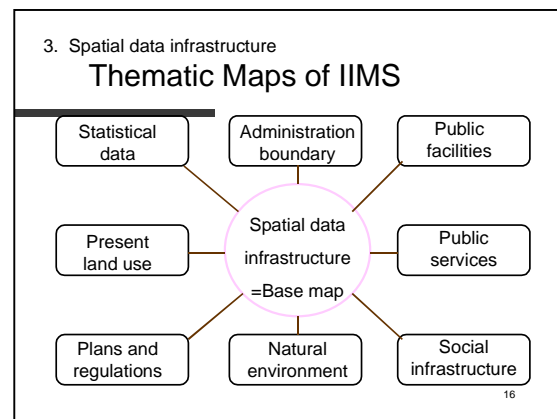 3. Spatial data infrastructure
Thematic Maps of IIMS
Statistical
data
Administration
boundary
Public
facilities
Present
land use
Spatial data
infrastructure
=Base map
Public
services
Plans and
regulations
Natural
environment
Social
infrastructure
16